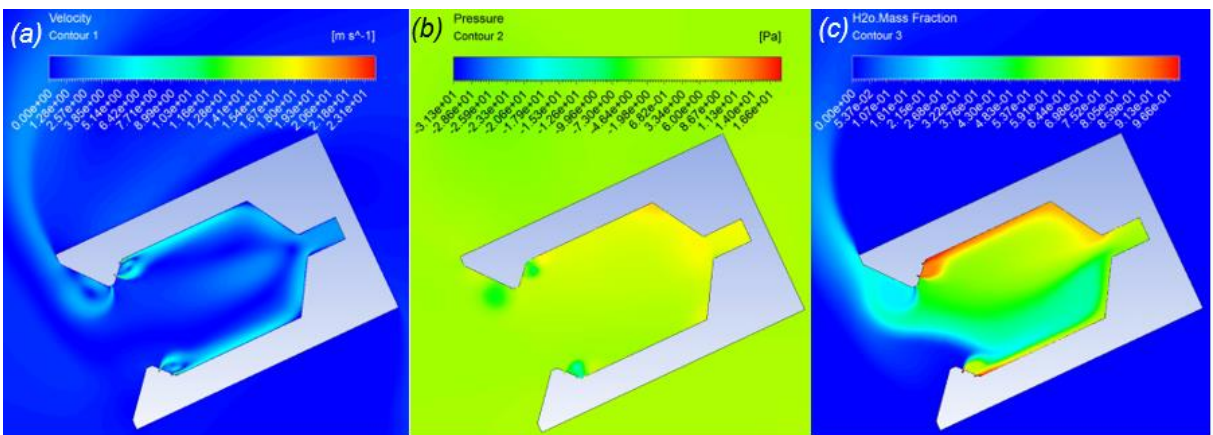 (a)
Velocity
Contour 1
[m s^-1]
0.00e+00
1.28e+00
2.57e+00
3.85e+00
5.14e+00
6.42e+00
7.71e+00
8.99e+00
1.03e+01
1.16e+01
1.28e+01
1.41e+01
1.54e+01
1.67e+01
1.80e+01
1.93e+01
2.06e+01
2.18e+01
2.31e+01
(b)
Pressure
Contour 2
[Pa]
-3.13e+01
-2.86e+01
-2.59e+01
-2.33e+01
-2.06e+01
-1.79e+01
-1.53e+01
-1.26e+01
-9.96e+00
-7.30e+00
-4.64e+00
-1.98e+00
6.82e-01
3.34e+00
6.00e+00
8.67e+00
1.13e+01
1.40e+01
1.66e+01
(c)
H2o.Mass Fraction
Contour 3
0.00e+00
5.37e-02
1.07e-01
1.61e-01
2.15e-01
2.68e-01
3.22e-01
3.76e-01
4.30e-01
4.83e-01
5.37e-01
5.91e-01
6.44e-01
6.98e-01
7.52e-01
8.05e-01
8.59e-01
9.13e-01
9.66e-01